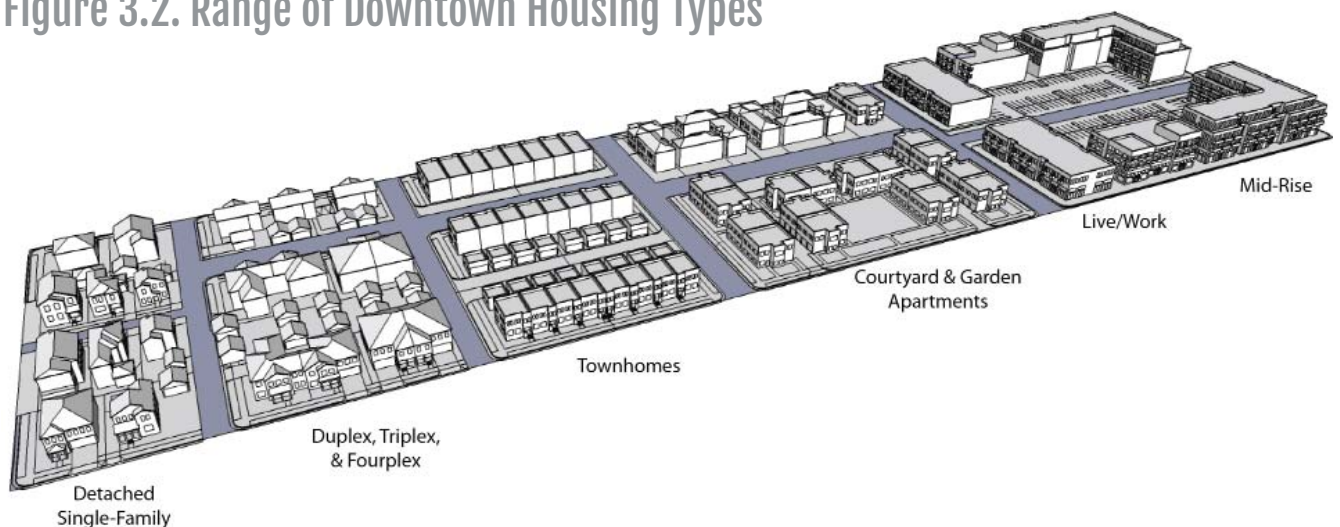 Figure 3.2. Range of Downtown Housing Types
Mid-Rise
Live/Work
Courtyard & Garden
Apartments
Townhomes
Duplex, Triplex,
& Fourplex
Detached
Single-Family